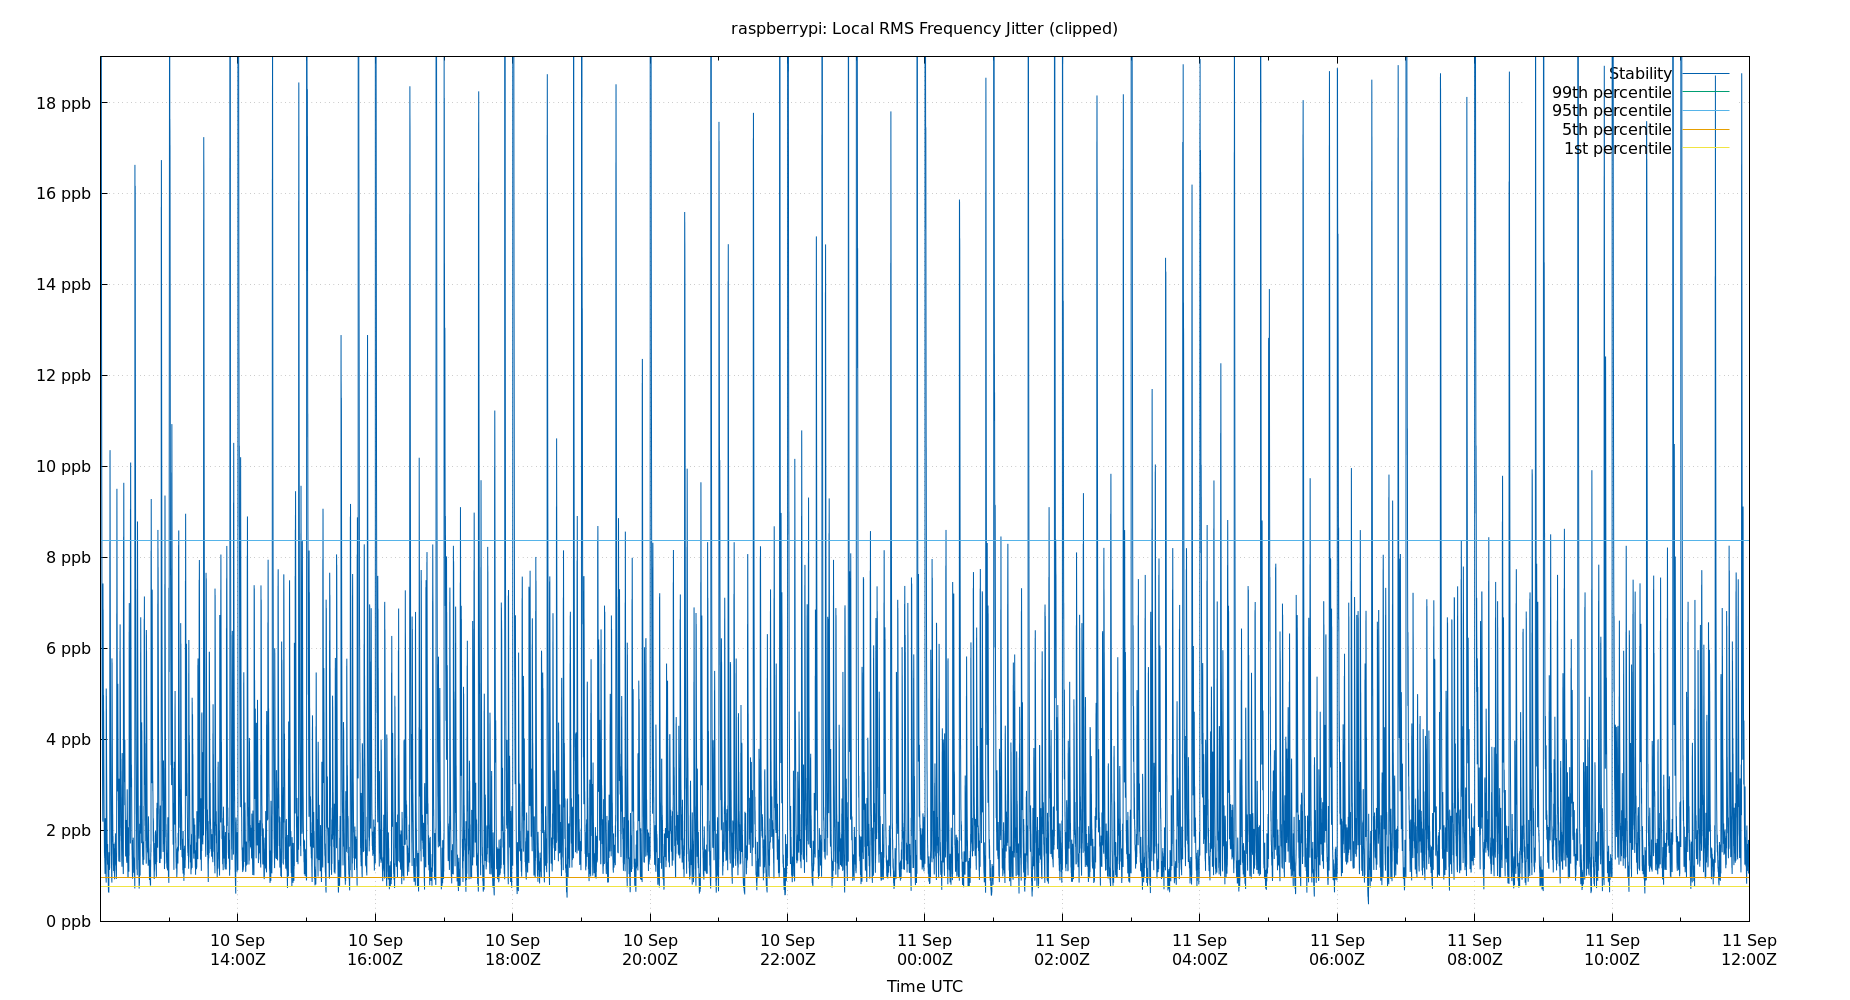 raspberrypi: Local RMS Frequency Jitter (clipped)
Stability
99th percentile
95th percentile
5th percentile
1st percentile
18 ppb
16 ppb
14 ppb
12 ppb
10 ppb
8 ppb
6 ppb
4 ppb
2 ppb
0 ppb
10 Sep 10 Sep 10 Sep 10 Sep 10 Sep 11 Sep 11 Sep 11 Sep 11 Sep 11 Sep 11 Sep 11 Sep
14:00Z 16:00Z 18:00Z 20:00Z 22:00Z 00:00Z 02:00Z 04:00Z 06:00Z 08:00Z 10:00Z 12:00Z
Time UTC